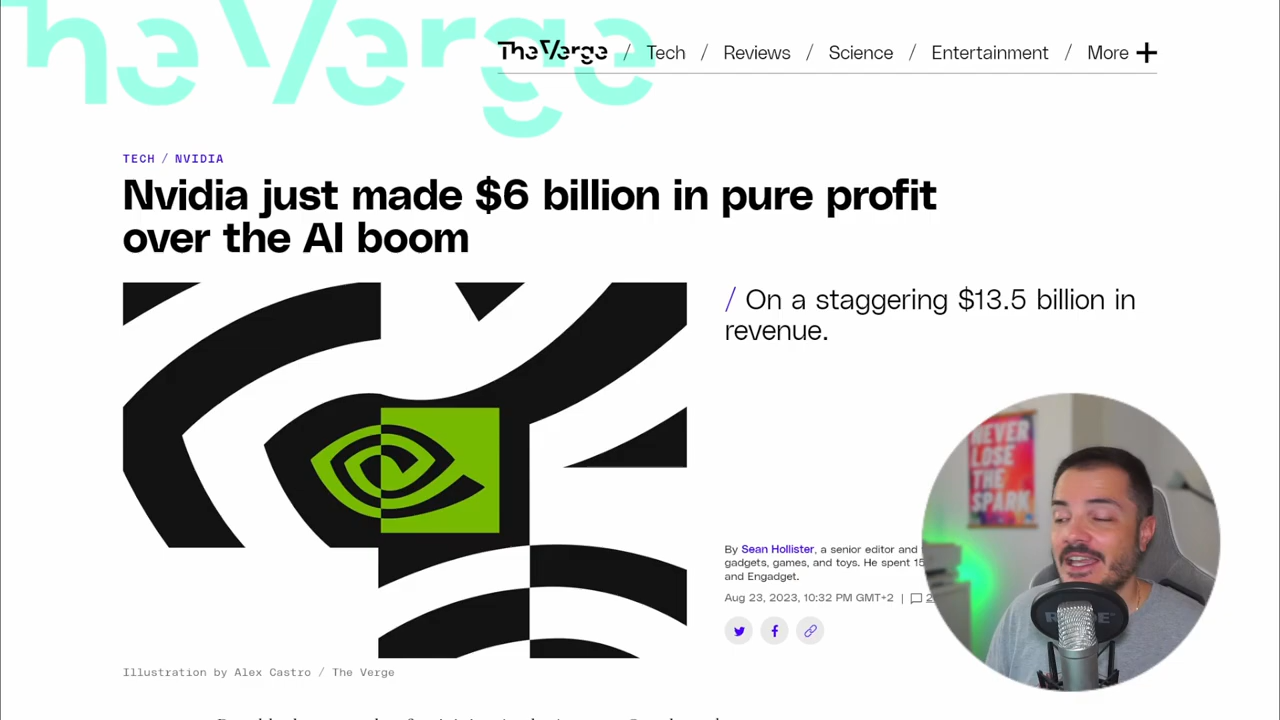 The Verge
The Verge / Tech / Reviews / Science / Entertainment / More +
TECH / NVIDIA
Nvidia just made $6 billion in pure profit
over the AI boom
/ On a staggering $13.5 billion in
revenue.
NEVER
LOSE
THE
SPARK
By Sean Hollister, a senior editor and
gadgets, games, and toys. He spent 15
and Engadget.
Aug 23, 2023, 10:32 PM GMT+2 |
Illustration by Alex Castro / The Verge